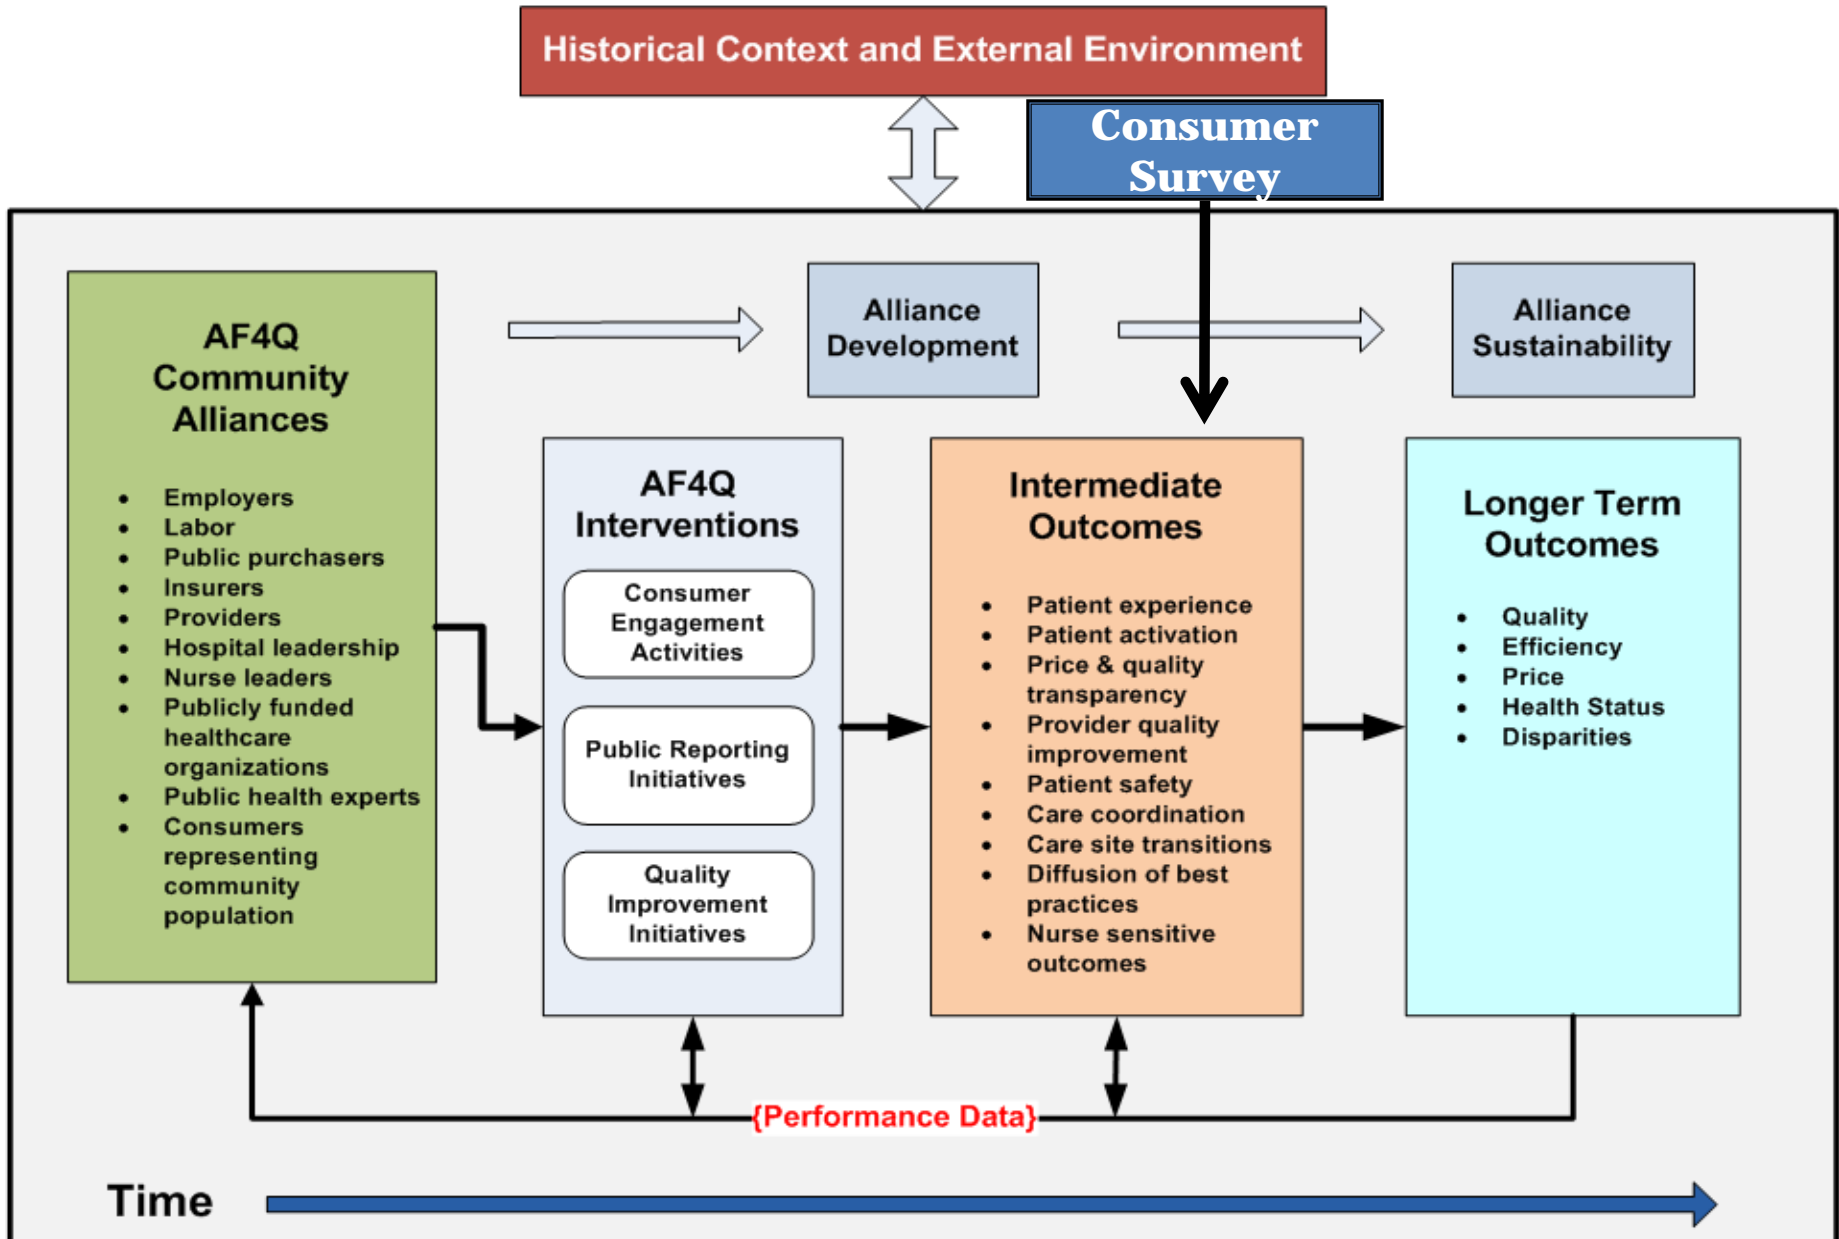 Historical Context and External Environment
Consumer
Survey
AF4Q
Community
Alliances
• Employers
• Labor
• Public purchasers
• Insurers
• Providers
• Hospital leadership
• Nurse leaders
• Publicly funded
healthcare
organizations
• Public health experts
• Consumers
representing
community
population
Alliance
Development
Alliance
Sustainability
AF4Q
Interventions
Consumer
Engagement
Activities
Public Reporting
Initiatives
Quality
Improvement
Initiatives
Intermediate
Outcomes
• Patient experience
• Patient activation
• Price & quality
transparency
• Provider quality
improvement
• Patient safety
• Care coordination
• Care site transitions
• Diffusion of best
practices
• Nurse sensitive
outcomes
Longer Term
Outcomes
• Quality
• Efficiency
• Price
• Health Status
• Disparities
{Performance Data}
Time